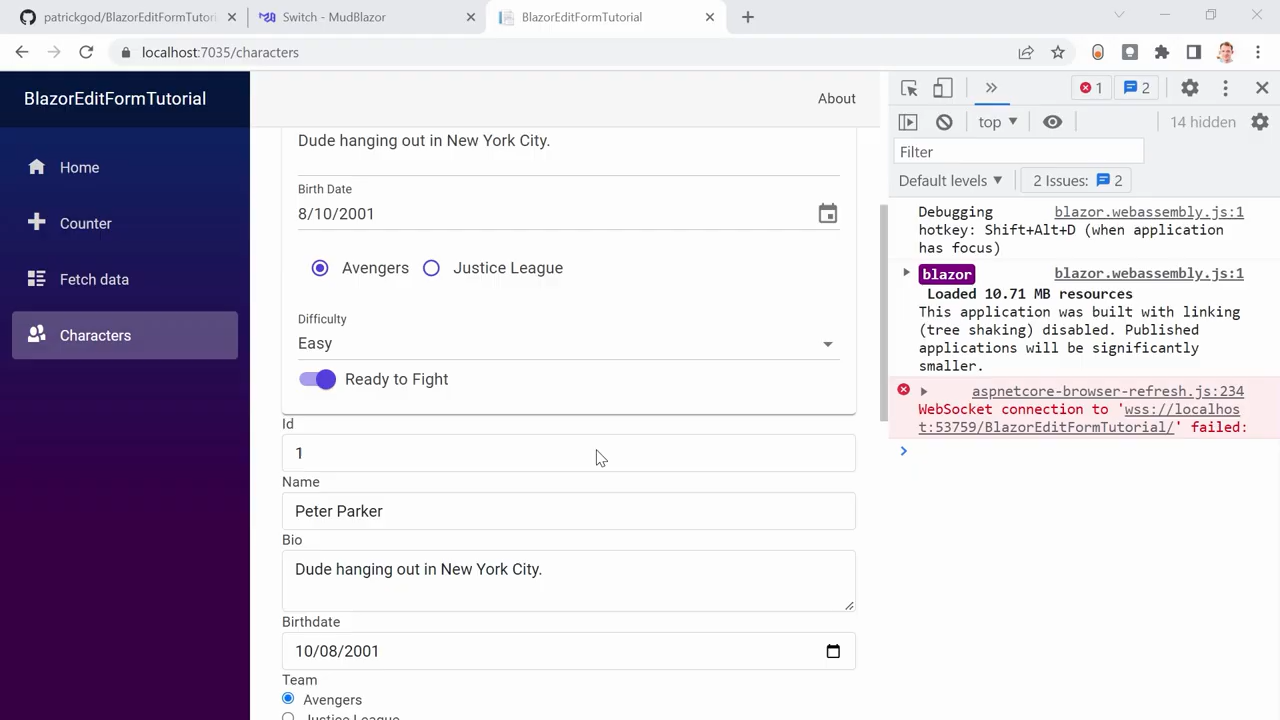 patrickgod/BlazorEditFormTutori
Switch - MudBlazor
BlazorEditFormTutorial
localhost:7035/characters
BlazorEditFormTutorial
Home
Counter
Fetch data
Characters
About
Dude hanging out in New York City.
Birth Date
8/10/2001
Avengers
Justice League
Difficulty
Easy
Ready to Fight
Id
1
Name
Peter Parker
Bio
Dude hanging out in New York City.
Birthdate
10/08/2001
Team
Avengers
Justice League
1
2
top
14 hidden
Filter
Default levels
2 Issues:
2
Debugging blazor.webassembly.js:1
hotkey: Shift+Alt+D (when application
has focus)
blazor blazor.webassembly.js:1
Loaded 10.71 MB resources
This application was built with linking
(tree shaking) disabled. Published
applications will be significantly
smaller.
aspnetcore-browser-refresh.js:234
WebSocket connection to 'wss://localhos
t:53759/BlazorEditFormTutorial/' failed: